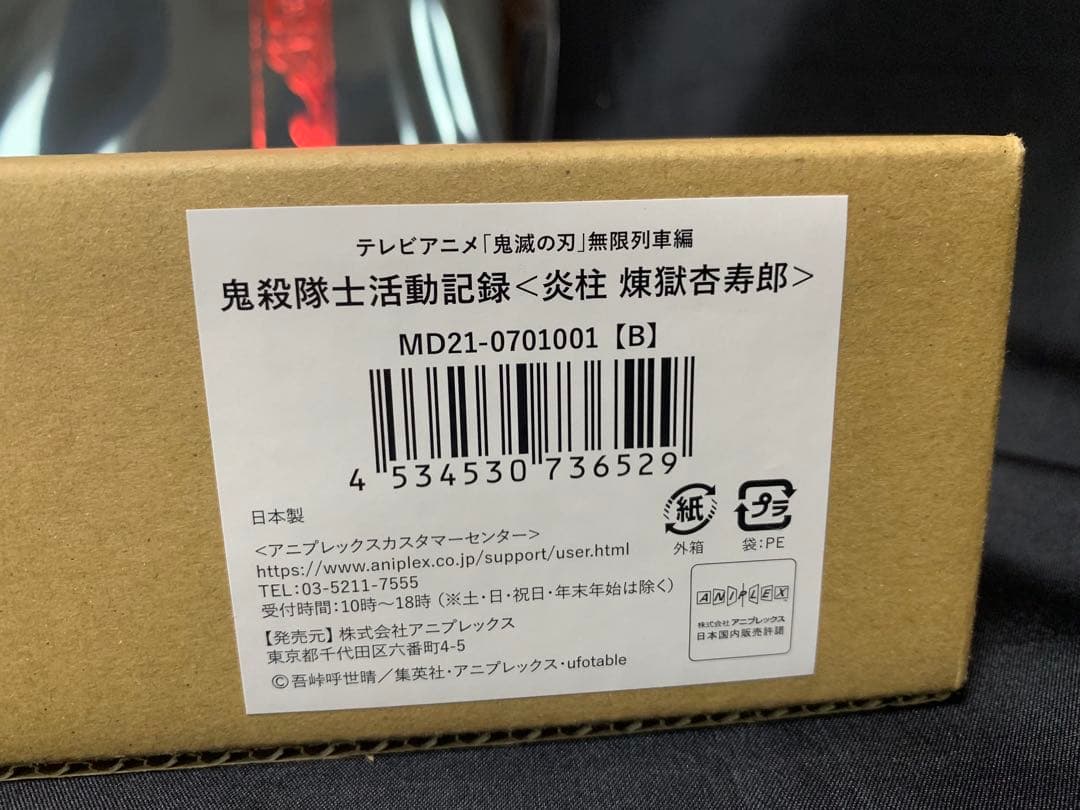 テレビアニメ「鬼滅の刃」無限列車編
鬼殺隊士活動記録<炎柱 煉獄杏寿郎>
MD21-0701001【B】
4 534530 736529
日本製
紙
プラ
外箱
袋:PE
<アニプレックスカスタマーセンター>
https://www.aniplex.co.jp/support/user.html
TEL:03-5211-7555
受付時間:10時~18時(※土・日・祝日・年末年始は除く)
【発売元】株式会社アニプレックス
東京都千代田区六番町4-5
©吾峠呼世晴/集英社・アニプレックス・ufotable
ANIPLEX
株式会社アニプレックス
日本国内販売許諾